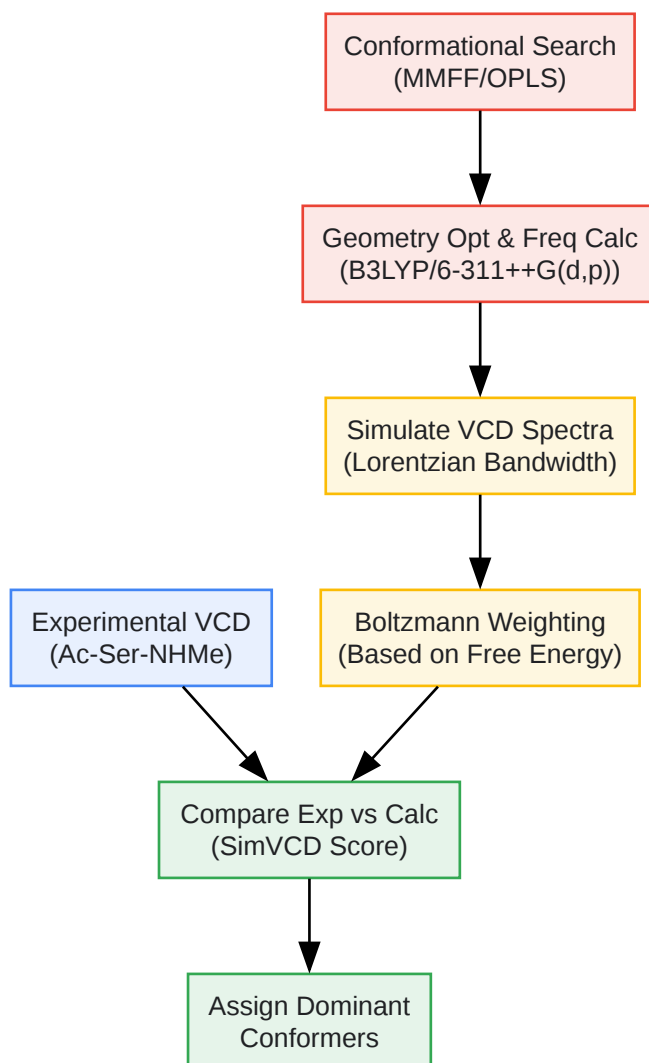 Conformational Search
(MMFF/OPLS)
Geometry Opt & Freq Calc
(B3LYP/6-311++G(d,p))
Simulate VCD Spectra
(Lorentzian Bandwidth)
Experimental VCD
(Ac-Ser-NHMe)
Boltzmann Weighting
(Based on Free Energy)
Compare Exp vs Calc
(SimVCD Score)
Assign Dominant
Conformers